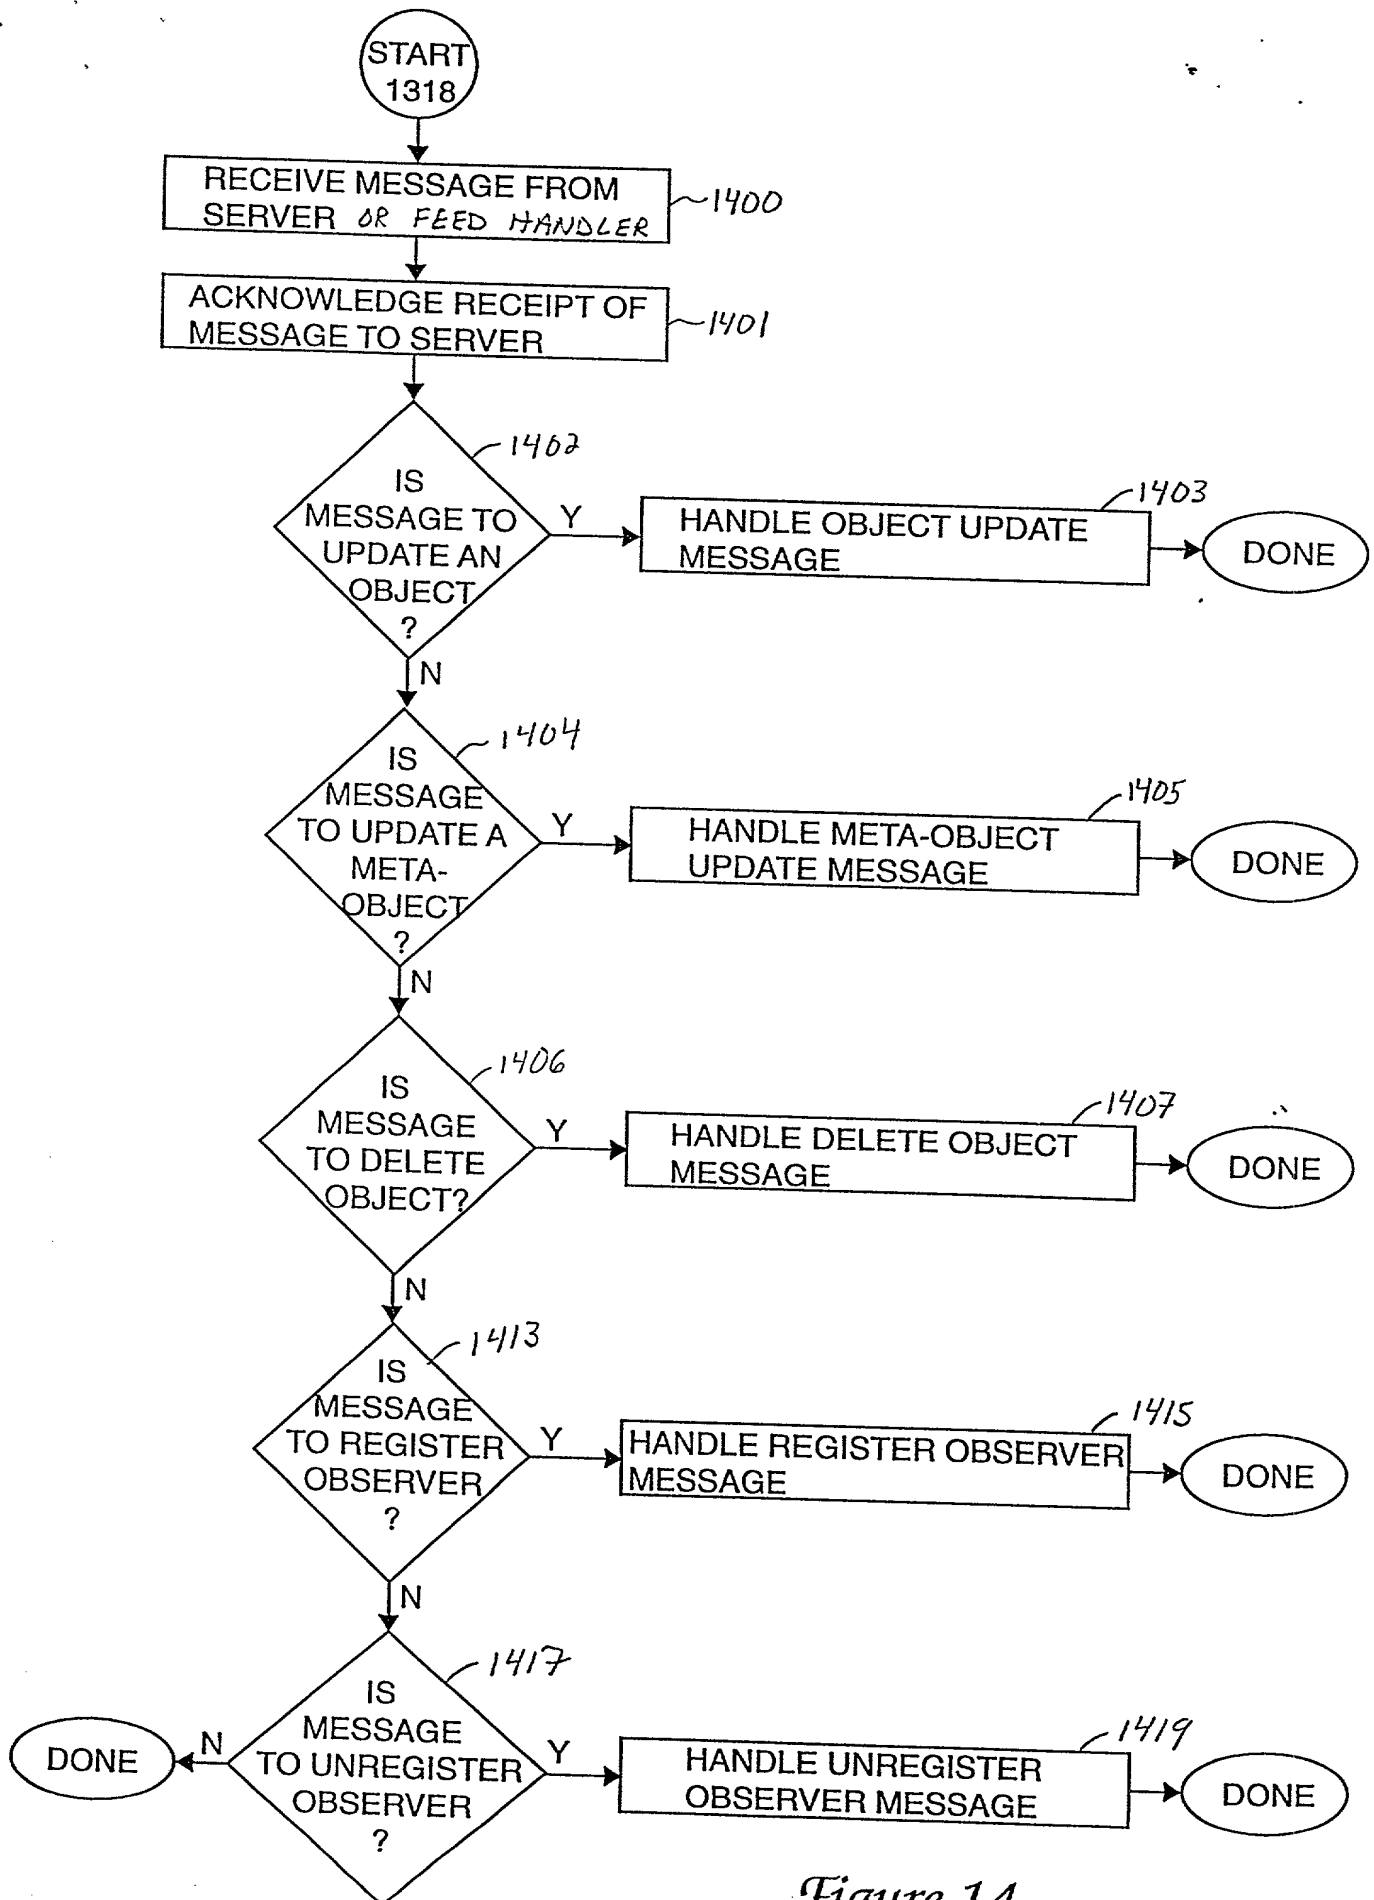 START
1318
RECEIVE MESSAGE FROM
SERVER OR FEED HANDLER
1400
ACKNOWLEDGE RECEIPT OF
MESSAGE TO SERVER
1401
1402
IS
MESSAGE TO
UPDATE AN
OBJECT
?
Y
1403
HANDLE OBJECT UPDATE
MESSAGE
DONE
N
1404
IS
MESSAGE
TO UPDATE A
META-
OBJECT
?
Y
1405
HANDLE META-OBJECT
UPDATE MESSAGE
DONE
N
1406
IS
MESSAGE
TO DELETE
OBJECT?
Y
1407
HANDLE DELETE OBJECT
MESSAGE
DONE
N
1413
IS
MESSAGE
TO REGISTER
OBSERVER
?
Y
1415
HANDLE REGISTER OBSERVER
MESSAGE
DONE
N
1417
IS
MESSAGE
TO UNREGISTER
OBSERVER
?
N
DONE
Y
1419
HANDLE UNREGISTER
OBSERVER MESSAGE
DONE
Figure 14